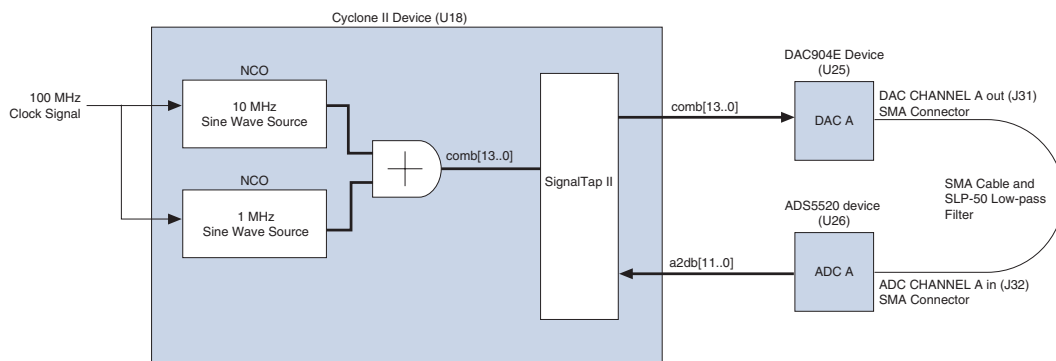 Cyclone II Device (U18)
NCO
10 MHz
Sine Wave Source
100 MHz
Clock Signal
NCO
1 MHz
Sine Wave Source
comb[13..0]
SignalTap II
comb[13..0]
DAC904E Device
(U25)
DAC A
DAC CHANNEL A out (J31)
SMA Connector
SMA Cable and
SLP-50 Low-pass
Filter
ADS5520 device
(U26)
a2db[11..0]
ADC A
ADC CHANNEL A in (J32)
SMA Connector